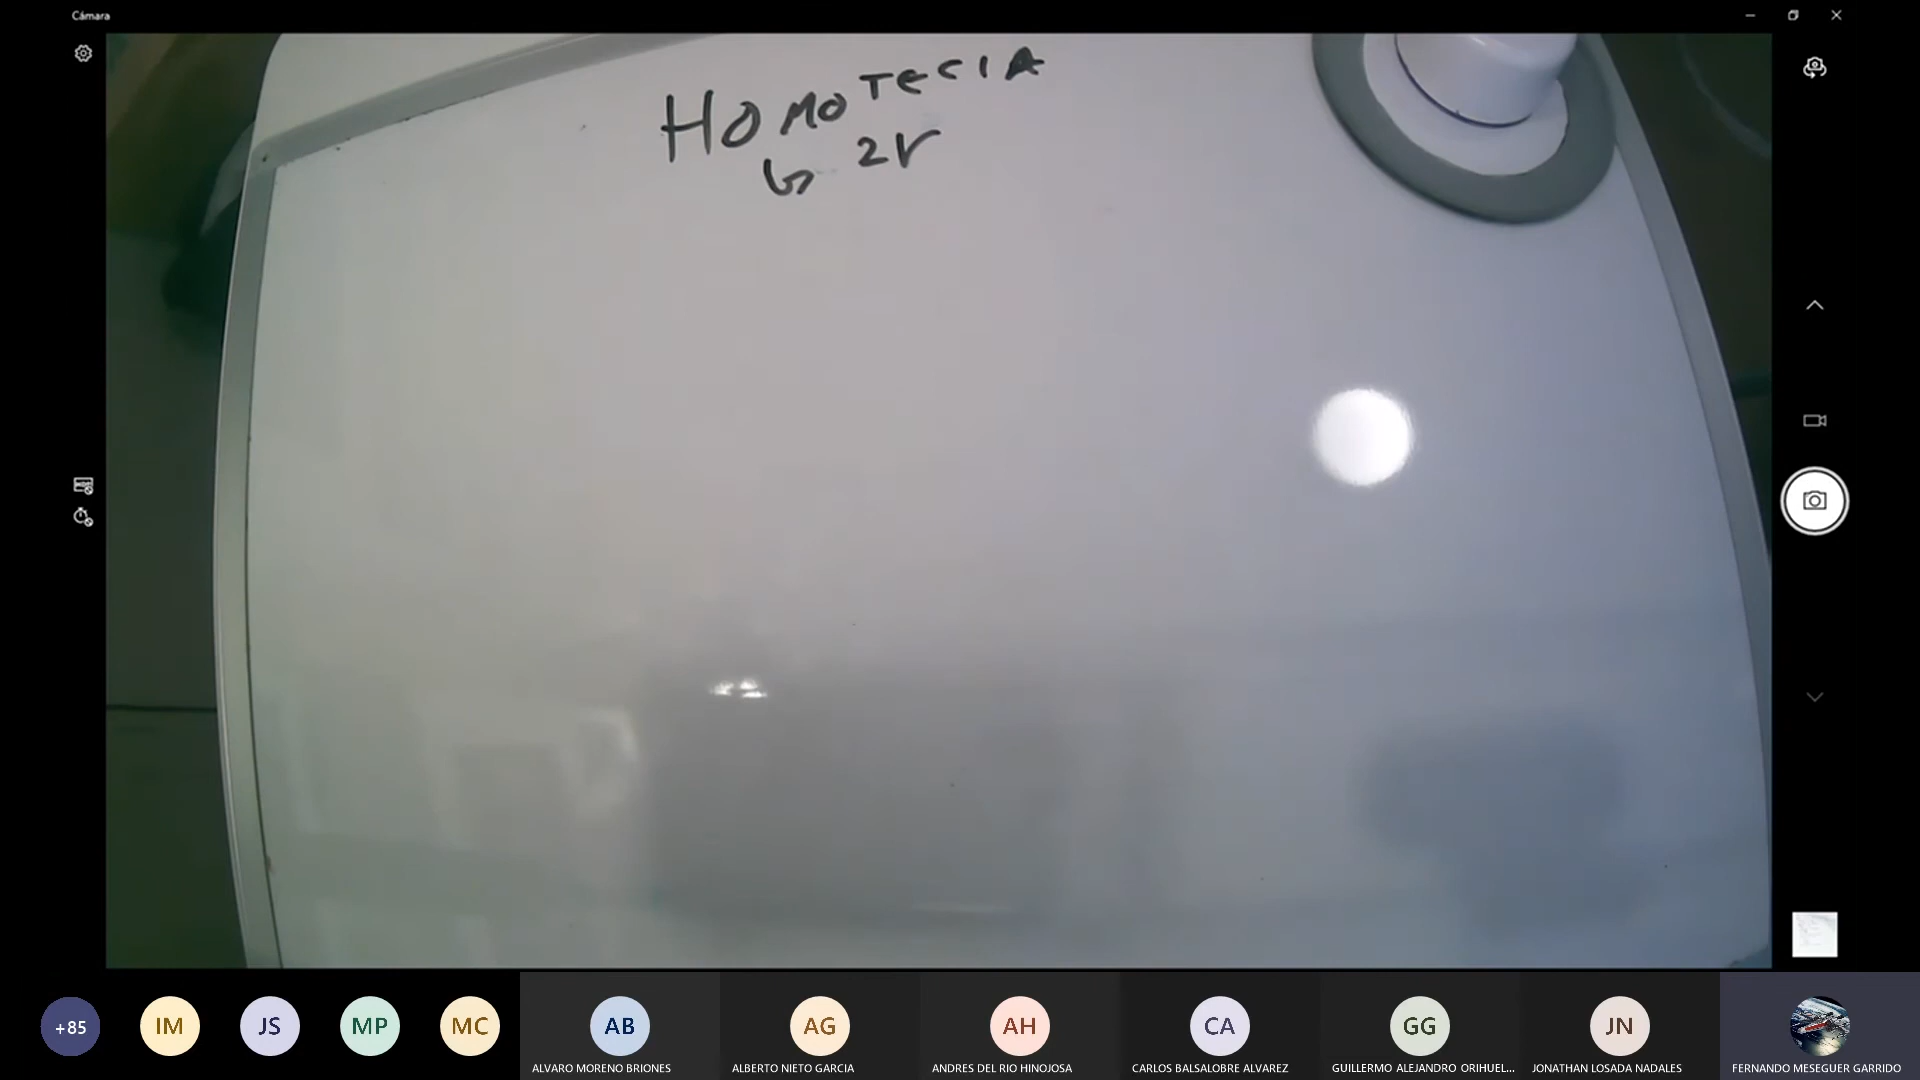 Cámara
HOMOTECIA
↳ 2r
+85
IM
JS
MP
MC
AB
AG
AH
CA
GG
JN
ALVARO MORENO BRIONES
ALBERTO NIETO GARCIA
ANDRES DEL RIO HINOJOSA
CARLOS BALSALOBRE ALVAREZ
GUILLERMO ALEJANDRO ORIHUEL...
JONATHAN LOSADA NADALES
FERNANDO MESEGUER GARRIDO